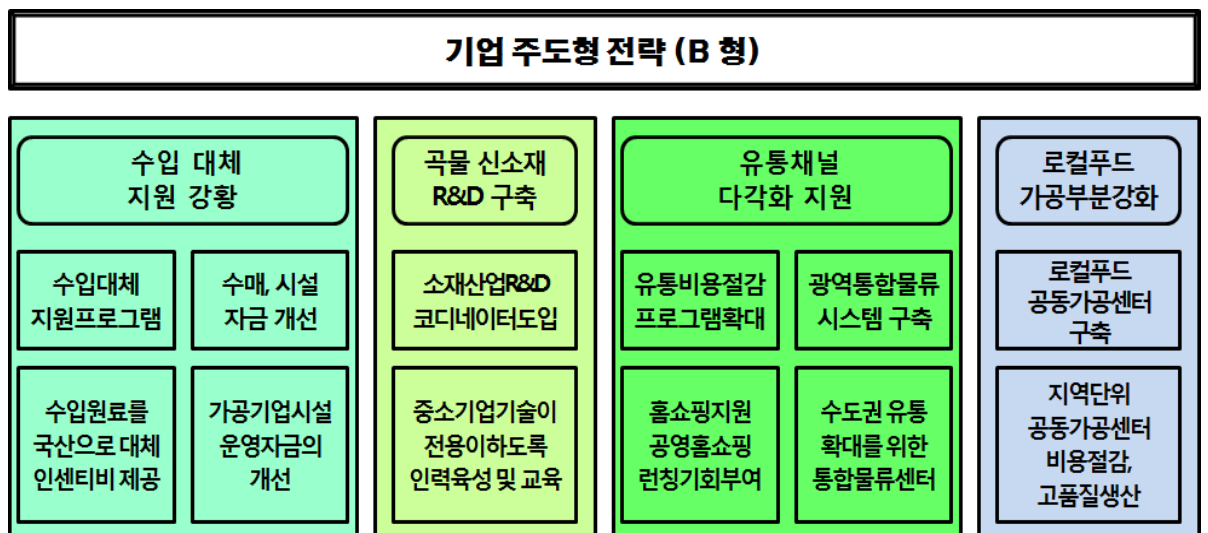 기업 주도형 전략 (B 형)
수입 대체
지원 강황
곡물 신소재
R&D 구축
유통채널
다각화 지원
로컬푸드
가공부분강화
수입대체
지원프로그램
수매, 시설
자금 개선
소재산업R&D
코디네이터도입
유통비용절감
프로그램확대
광역통합물류
시스템 구축
로컬푸드
공동가공센터
구축
수입원료를
국산으로 대체
인센티비 제공
가공기업시설
운영자금의
개선
중소기업기술이
전용이하도록
인력육성 및 교육
홈쇼핑지원
공영홈쇼핑
런칭기회부여
수도권 유통
확대를 위한
통합물류센터
지역단위
공동가공센터
비용절감,
고품질생산